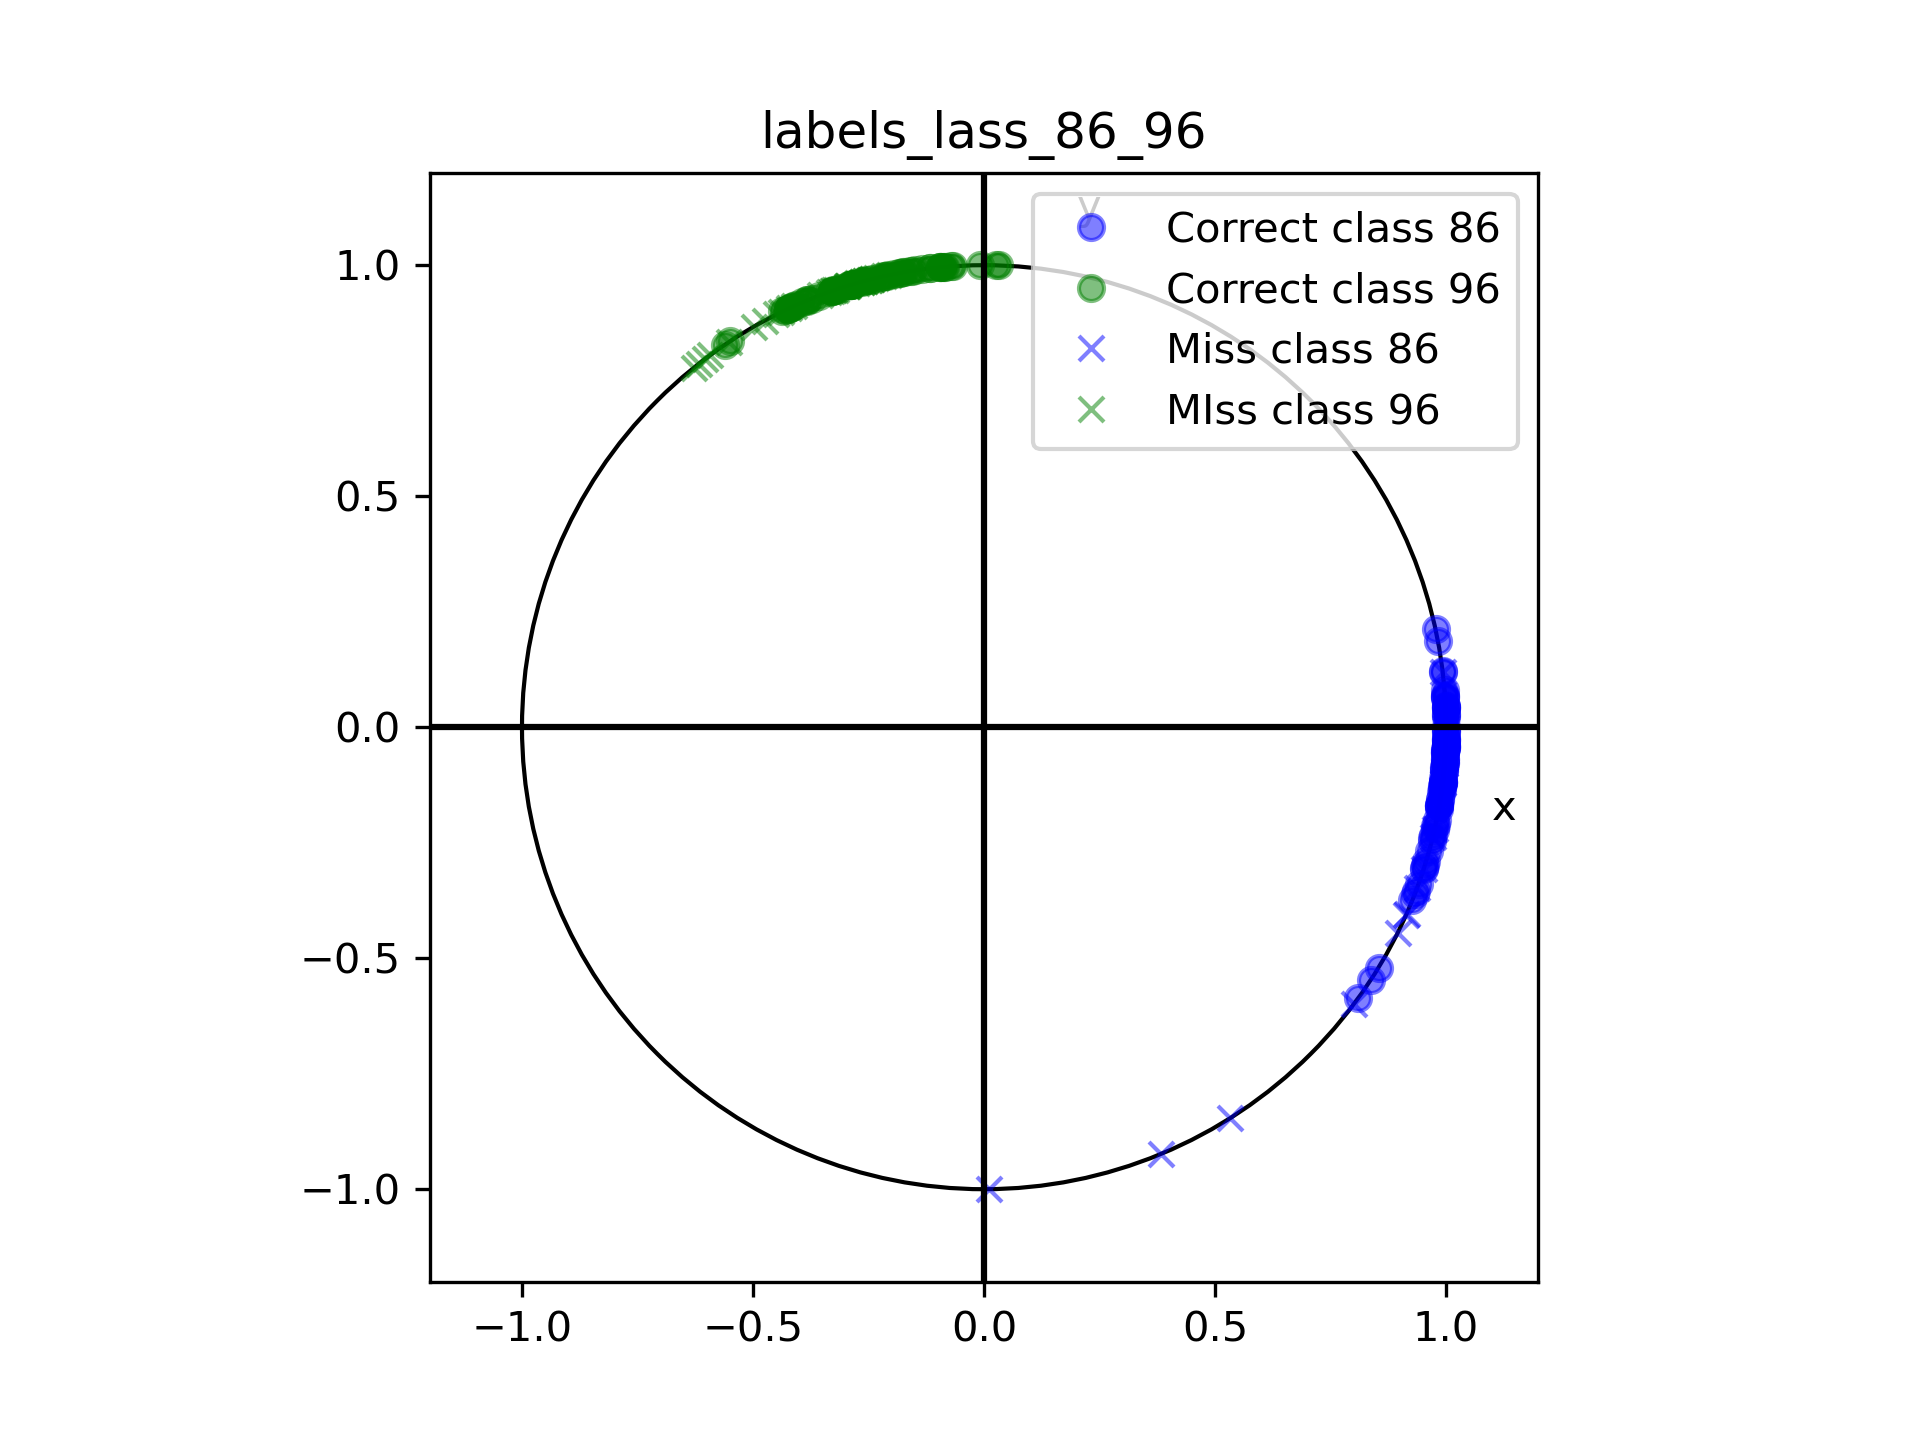 labels_lass_86_96
y
Correct class 86
Correct class 96
Miss class 86
MIss class 96
1.0
0.5
0.0
−0.5
−1.0
x
−1.0 −0.5 0.0 0.5 1.0